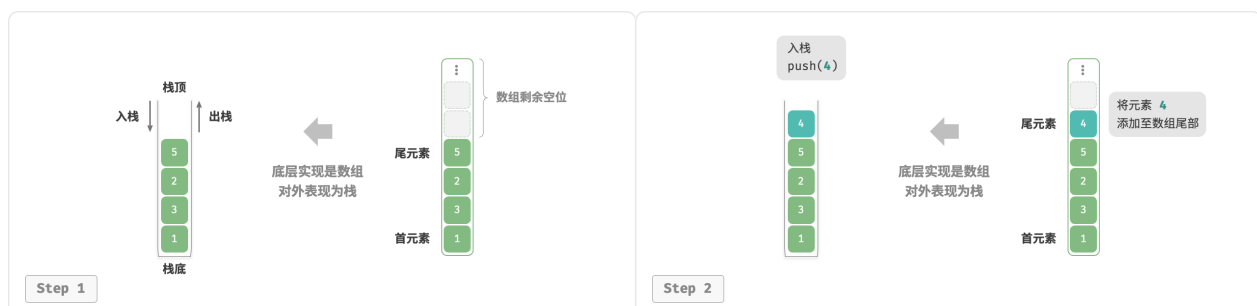 栈顶
入栈
出栈
5
2
3
1
栈底
底层实现是数组
对外表现为栈
数组剩余空位
尾元素
5
2
3
首元素
1
Step 1
入栈
push(4)
4
5
2
3
1
底层实现是数组
对外表现为栈
将元素 4
添加至数组尾部
尾元素
4
5
2
3
首元素
1
Step 2